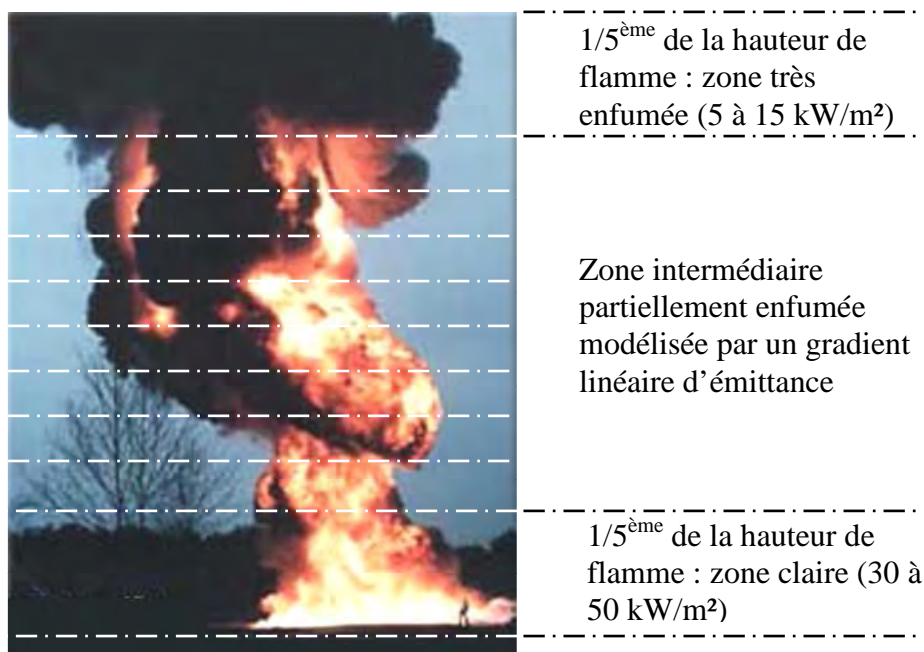 1/5ème de la hauteur de
flamme : zone très
enfumée (5 à 15 kW/m²)
Zone intermédiaire
partiellement enfumée
modélisée par un gradient
linéaire d’émittance
1/5ème de la hauteur de
flamme : zone claire (30 à
50 kW/m²)